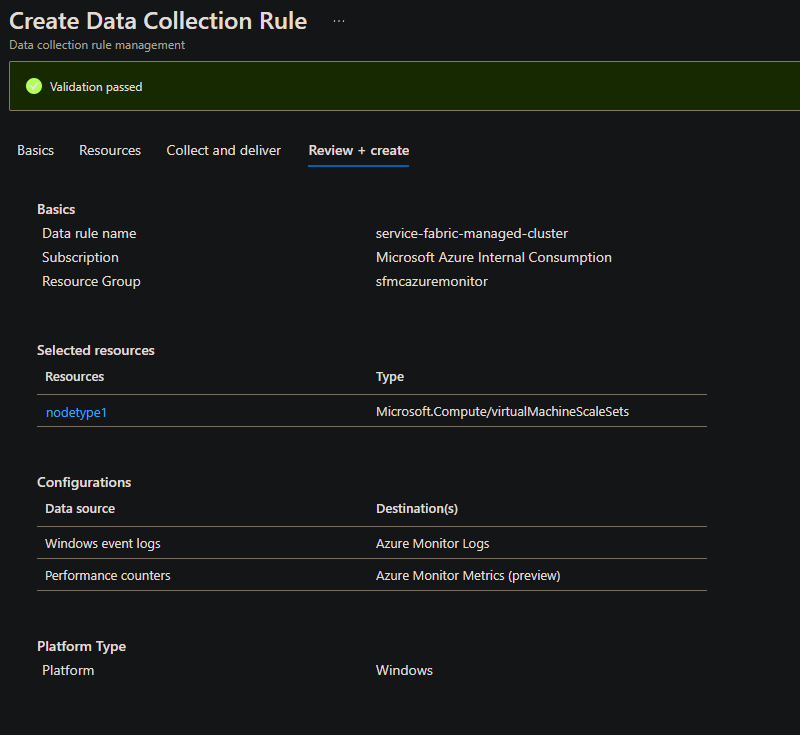 Create Data Collection Rule ...
Data collection rule management
Validation passed
Basics Resources Collect and deliver Review + create
Basics
Data rule name service-fabric-managed-cluster
Subscription Microsoft Azure Internal Consumption
Resource Group sfmcazuremonitor
Selected resources
Resources Type
nodetype1 Microsoft.Compute/virtualMachineScaleSets
Configurations
Data source Destination(s)
Windows event logs Azure Monitor Logs
Performance counters Azure Monitor Metrics (preview)
Platform Type
Platform Windows